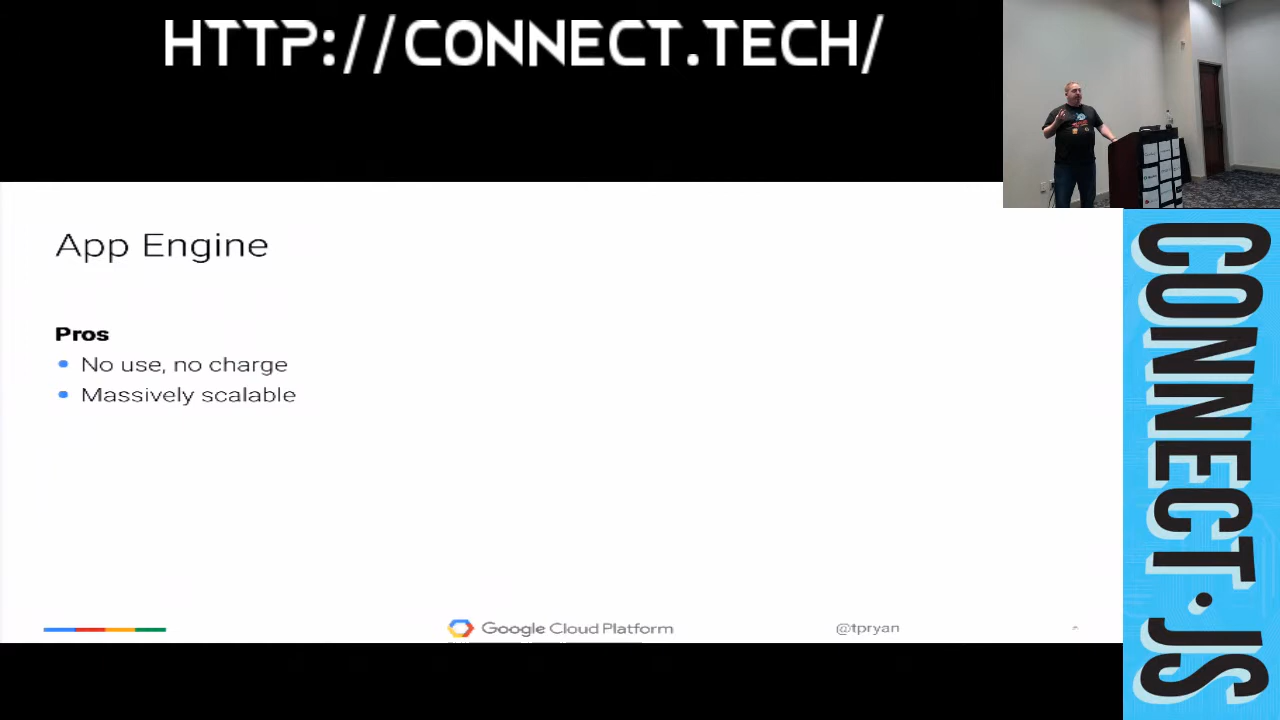 HTTP://CONNECT.TECH/
App Engine
Pros
No use, no charge
Massively scalable
Google Cloud Platform
@tpryan
CONNECT.JS